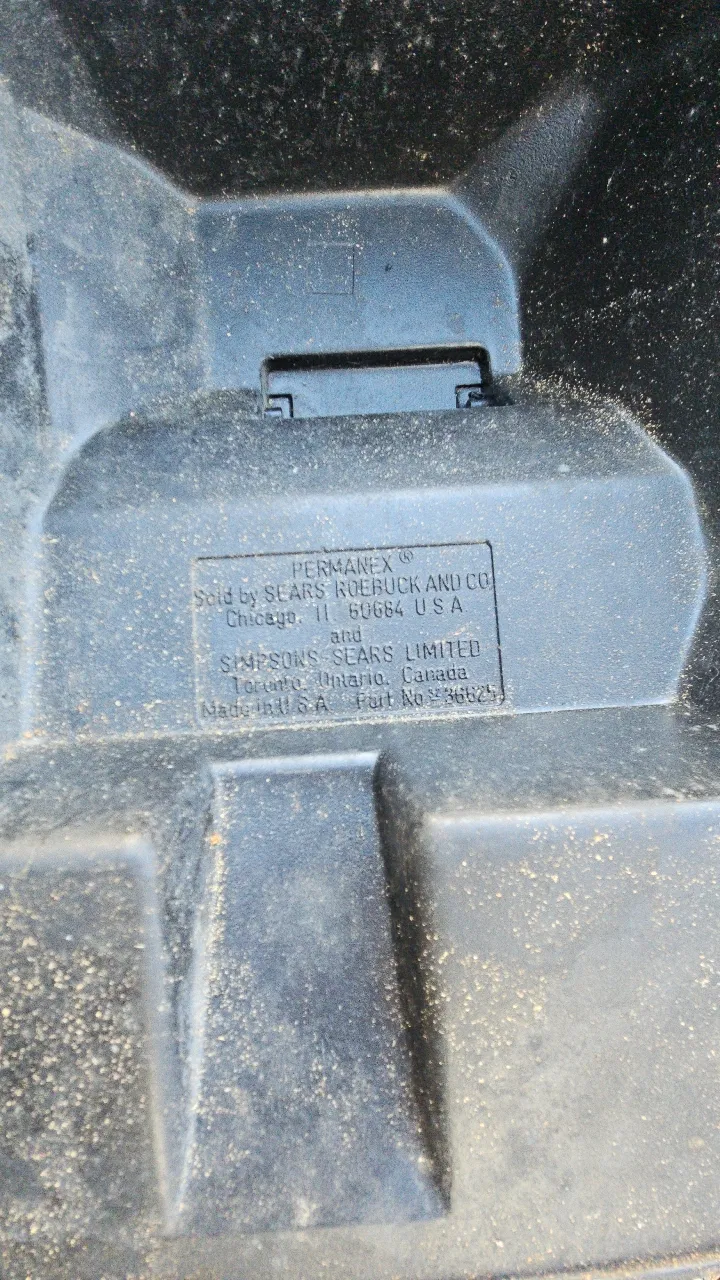 PERMANEX ®
Sold by SEARS ROEBUCK AND CO
Chicago, Il 60684 U S A
and
SIMPSONS-SEARS LIMITED
Toronto, Ontario, Canada
Made in U.S.A Part No 36625